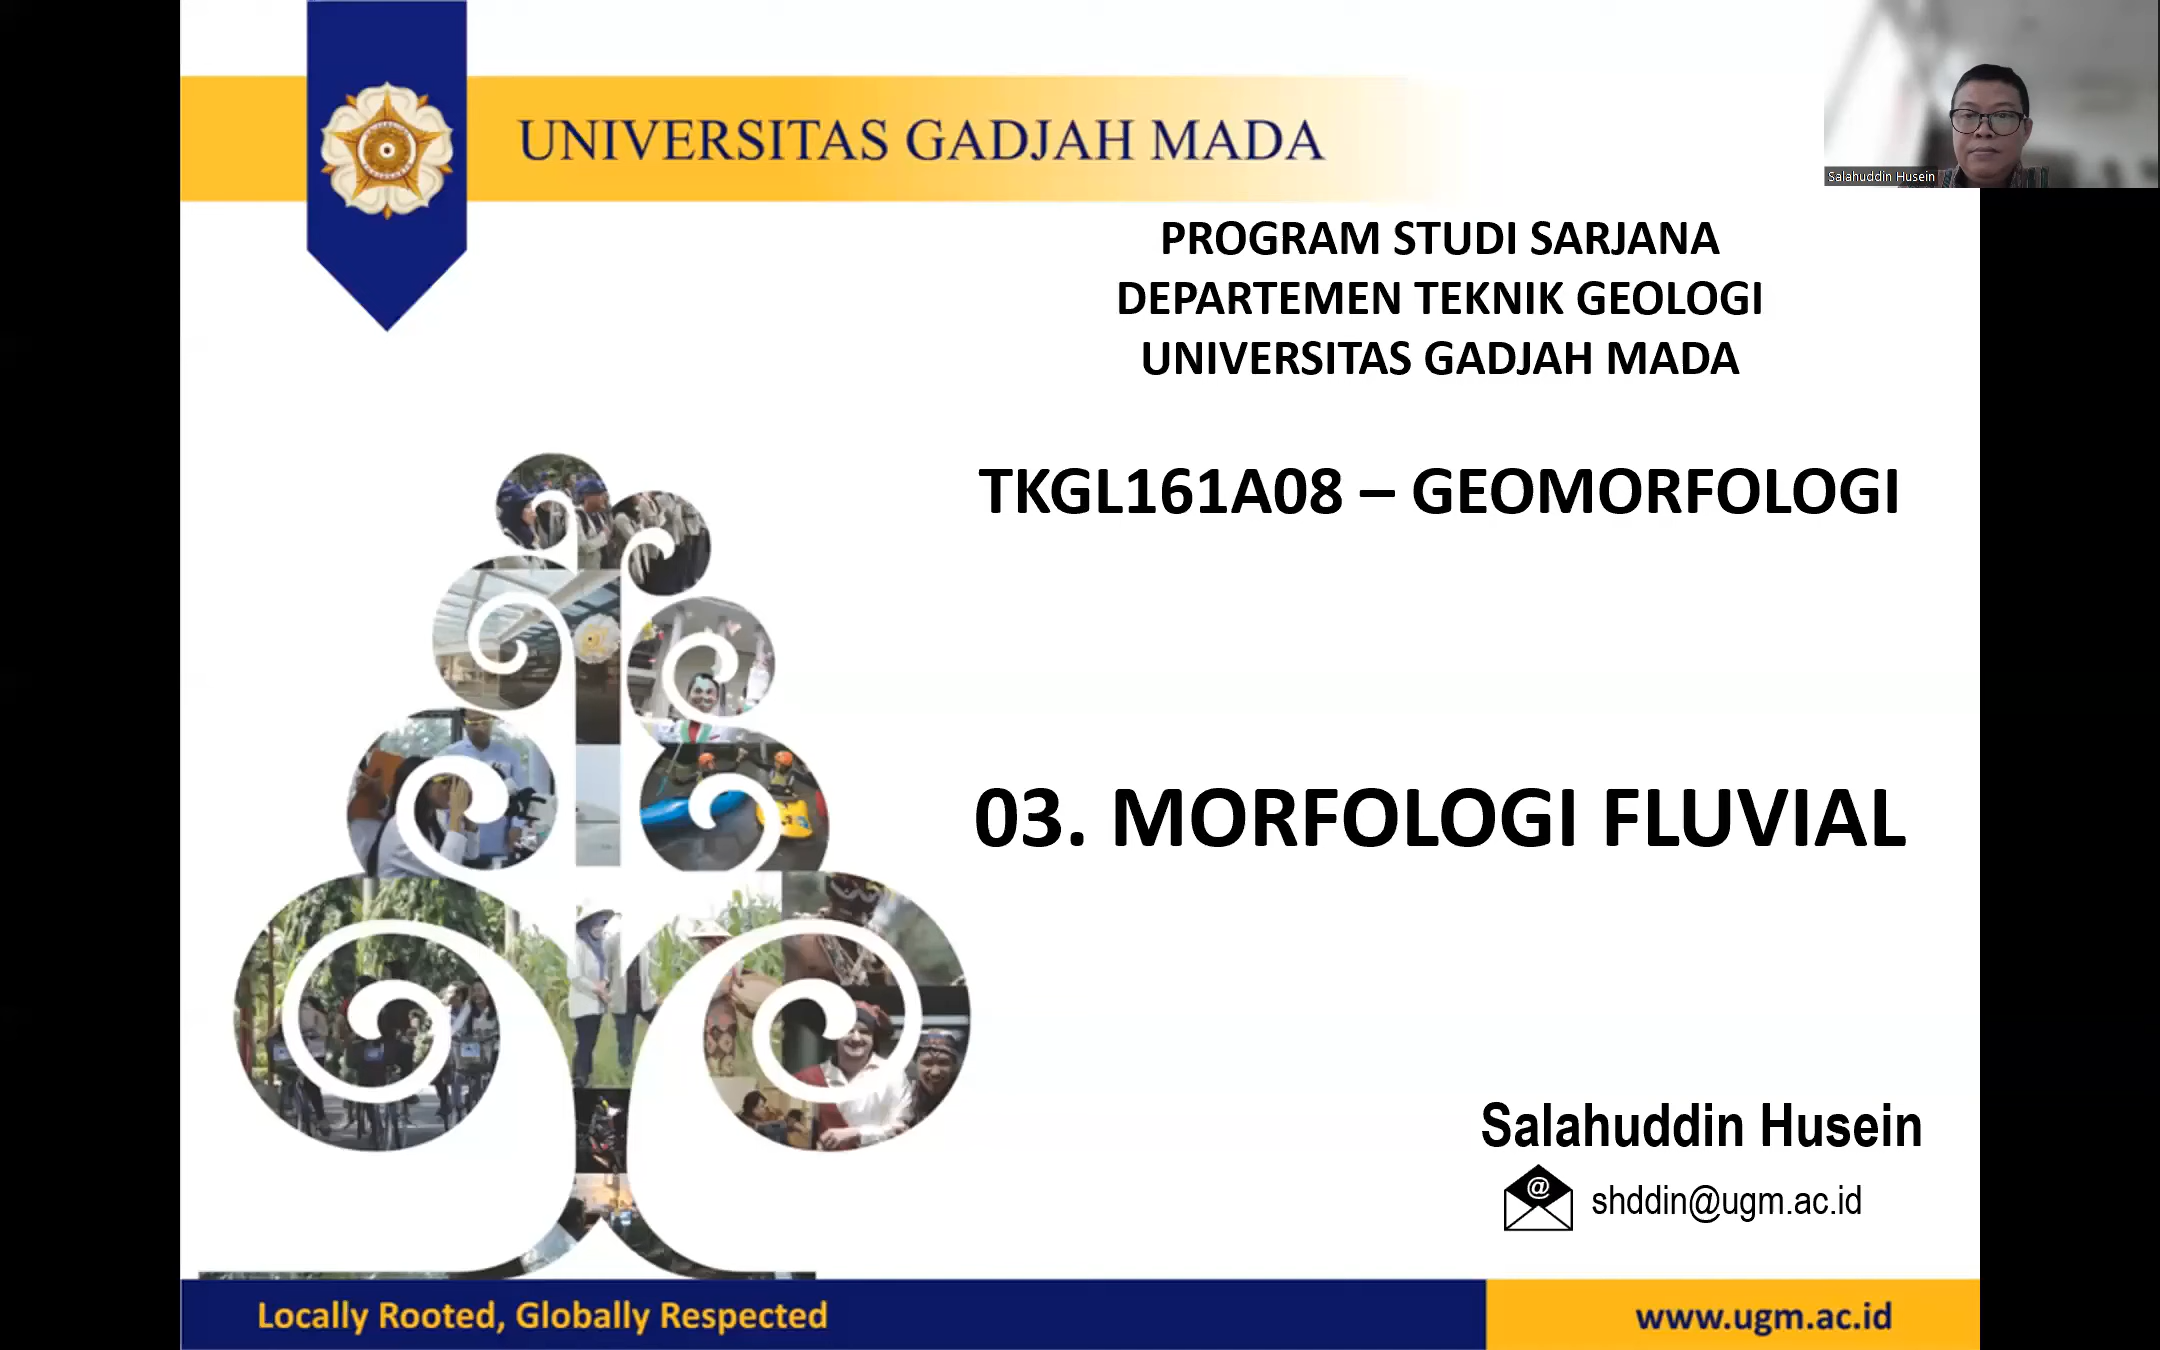 UNIVERSITAS GADJAH MADA
Salahuddin Husein
PROGRAM STUDI SARJANA
DEPARTEMEN TEKNIK GEOLOGI
UNIVERSITAS GADJAH MADA
TKGL161A08 – GEOMORFOLOGI
03. MORFOLOGI FLUVIAL
Salahuddin Husein
@ shddin@ugm.ac.id
Locally Rooted, Globally Respected
www.ugm.ac.id